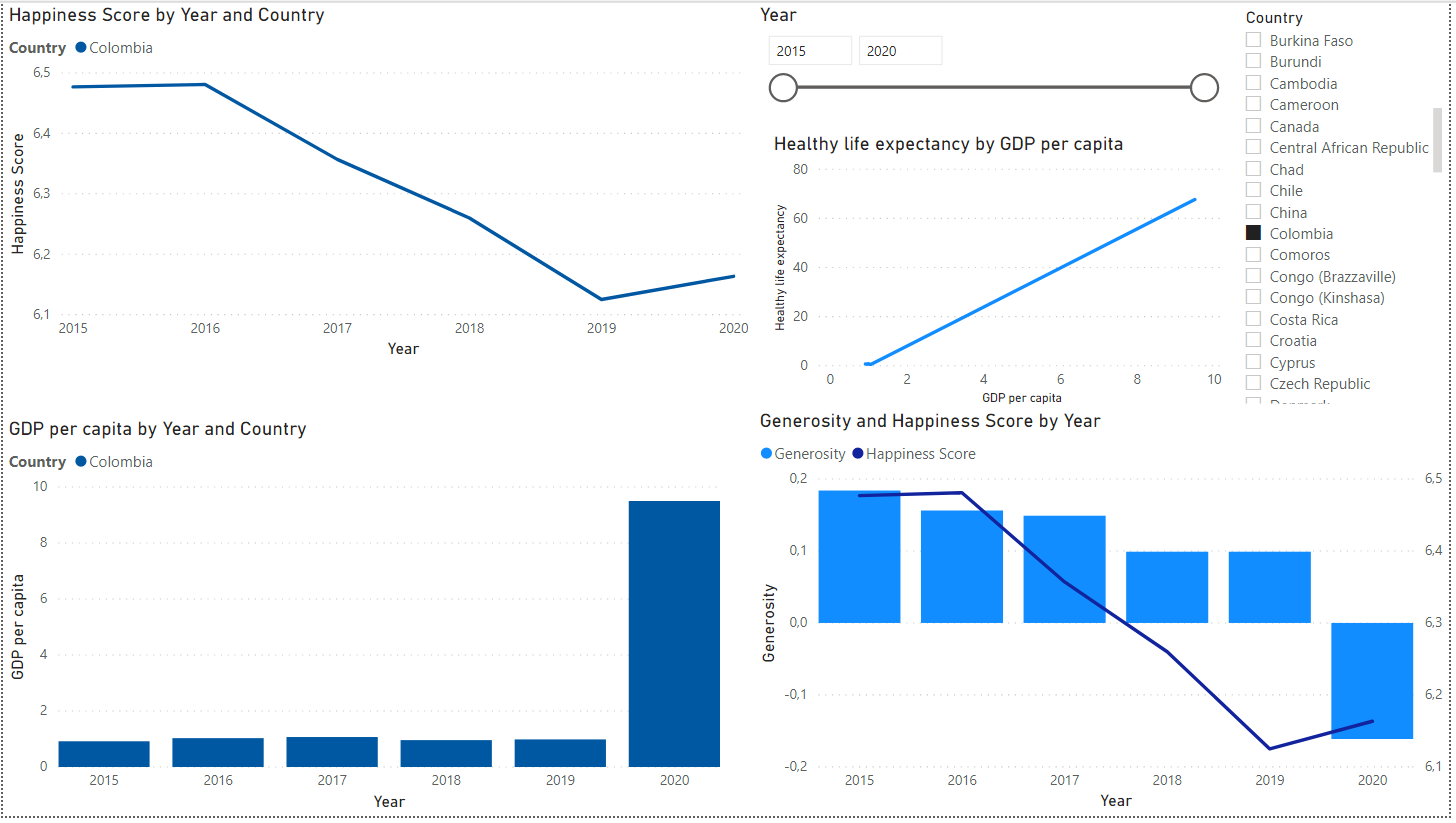 Happiness Score by Year and Country
Country Colombia
6,5
6,4
6,3
6,2
6,1
Happiness Score
2015 2016 2017 2018 2019 2020
Year
Year
2015 2020
Healthy life expectancy by GDP per capita
80
60
40
20
0
Healthy life expectancy
0 2 4 6 8 10
GDP per capita
Country
Burkina Faso
Burundi
Cambodia
Cameroon
Canada
Central African Republic
Chad
Chile
China
Colombia
Comoros
Congo (Brazzaville)
Congo (Kinshasa)
Costa Rica
Croatia
Cyprus
Czech Republic
GDP per capita by Year and Country
Country Colombia
10
8
6
4
2
0
GDP per capita
2015 2016 2017 2018 2019 2020
Year
Generosity and Happiness Score by Year
Generosity Happiness Score
0,2 6,5
0,1 6,4
0,0 6,3
-0,1 6,2
-0,2 6,1
Generosity
2015 2016 2017 2018 2019 2020
Year